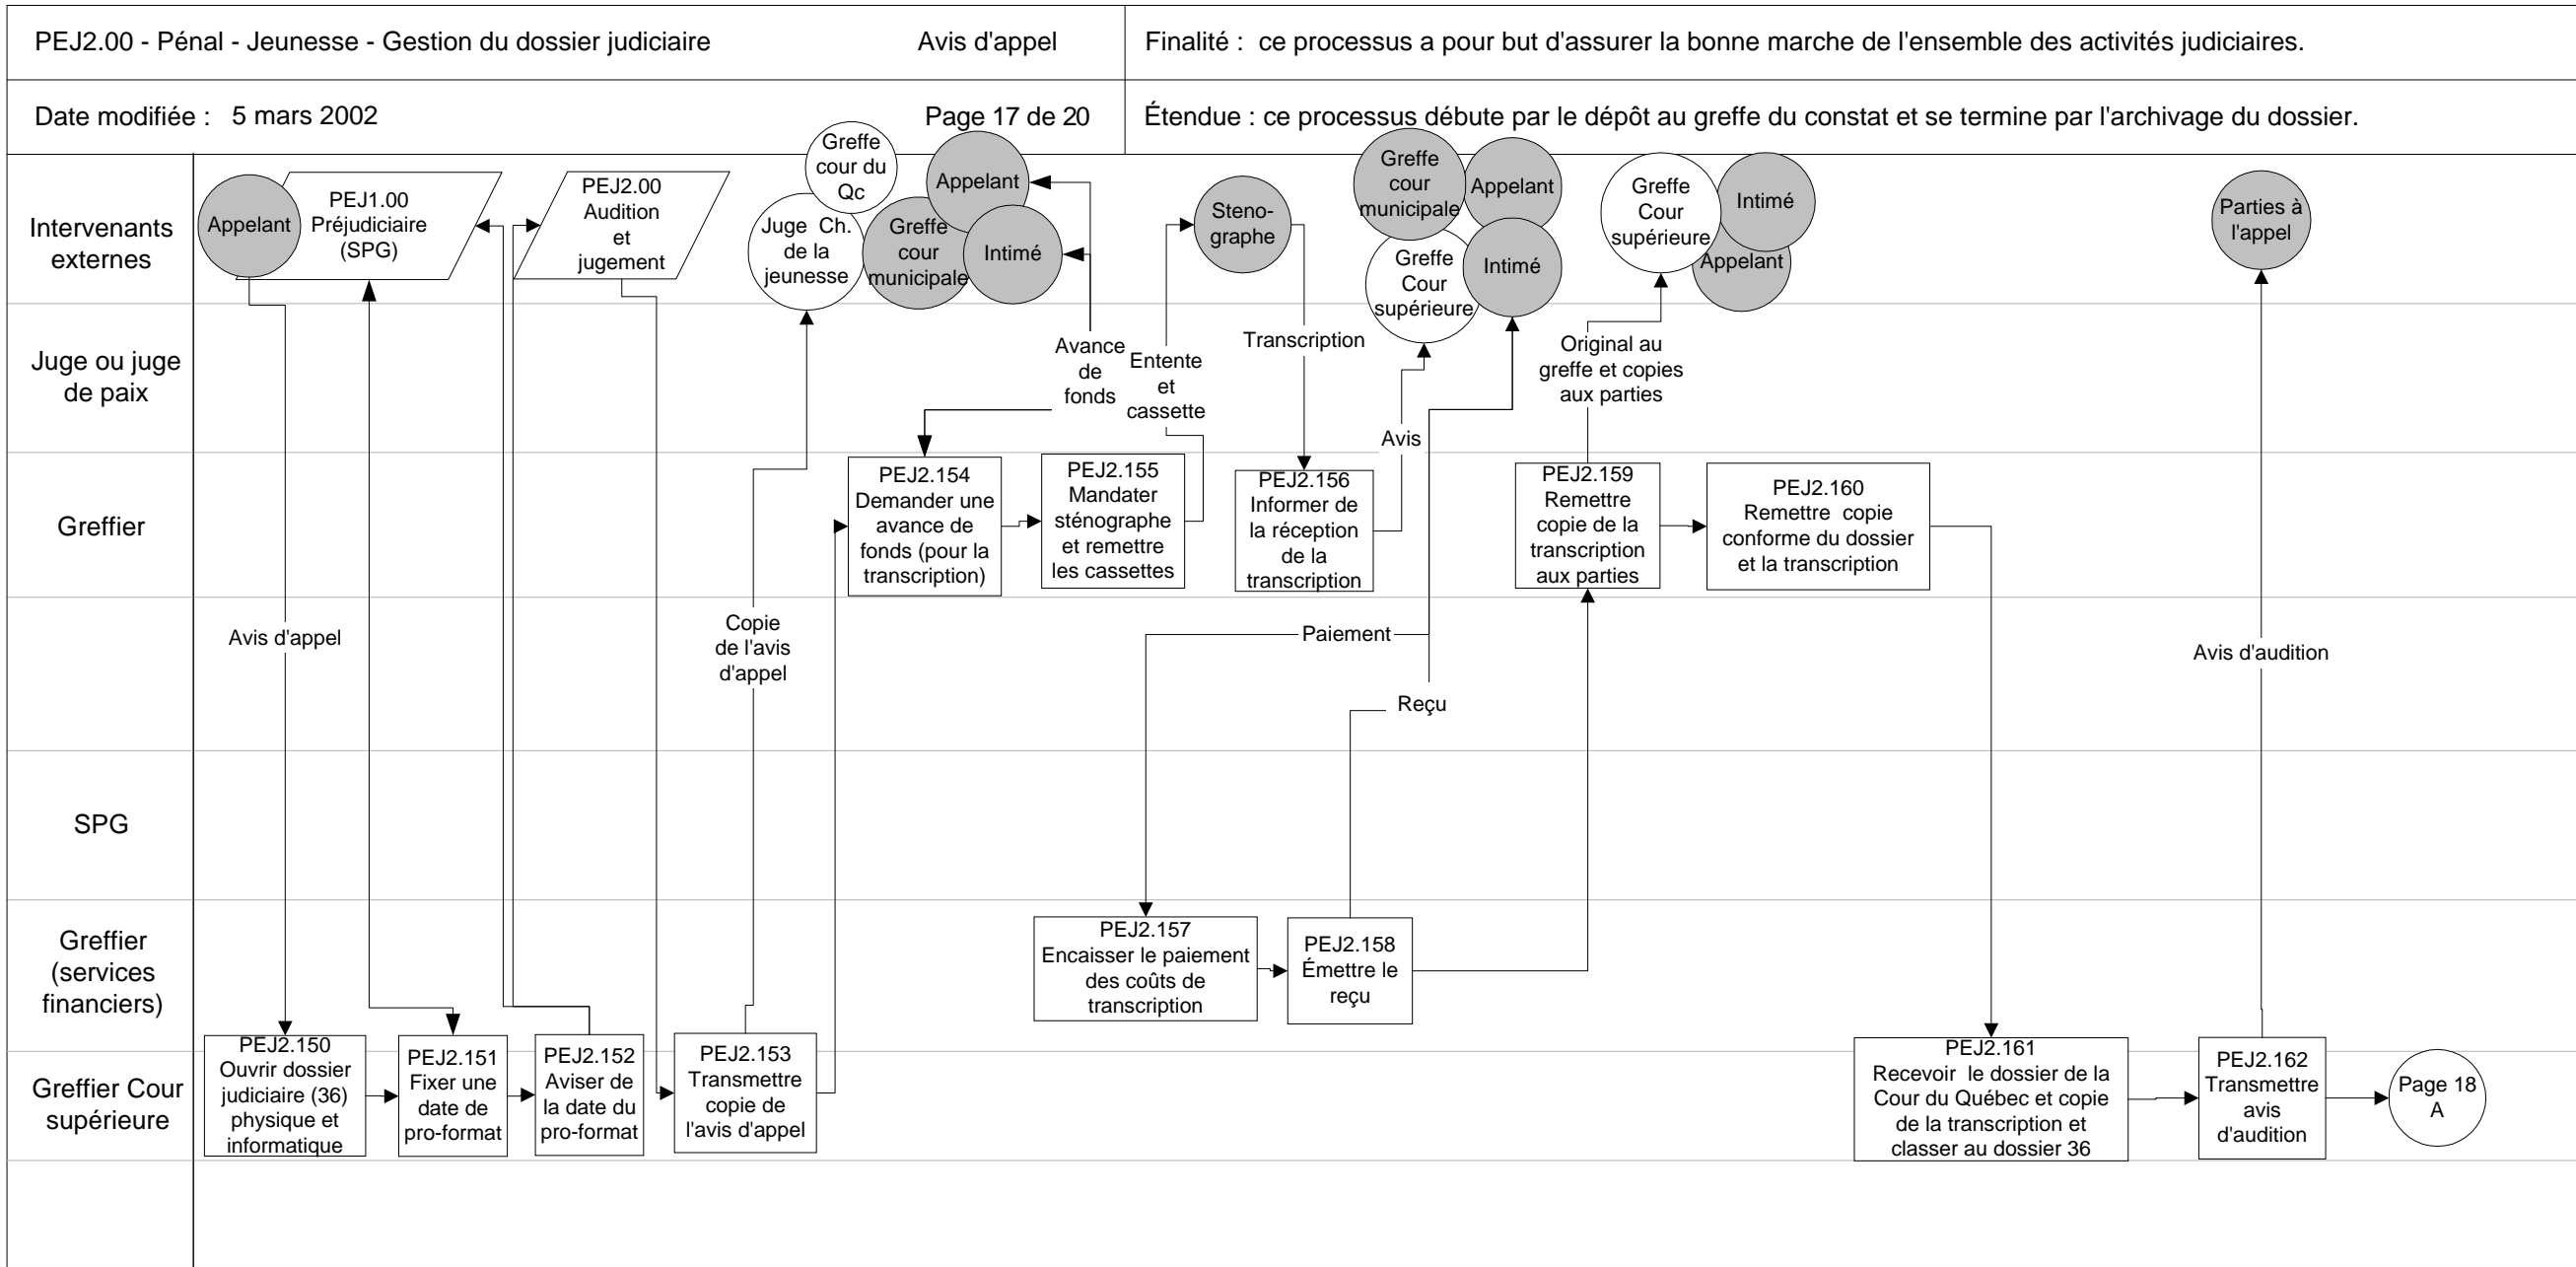 PEJ2.00 - Pénal - Jeunesse - Gestion du dossier judiciaire
Avis d'appel
Finalité : ce processus a pour but d'assurer la bonne marche de l'ensemble des activités judiciaires.
Date modifiée : 5 mars 2002
Page 17 de 20
Étendue : ce processus débute par le dépôt au greffe du constat et se termine par l'archivage du dossier.
Intervenants
externes
Appelant
PEJ1.00
Préjudiciaire
(SPG)
PEJ2.00
Audition
et
jugement
Greffe
cour du
Qc
Juge Ch.
de la
jeunesse
Greffe
cour
municipale
Appelant
Intimé
Steno-
graphe
Greffe
cour
municipale
Appelant
Greffe
Cour
supérieure
Intimé
Greffe
Cour
supérieure
Intimé
Appelant
Parties à
l'appel
Juge ou juge
de paix
Avance
de
fonds
Entente
et
cassette
Transcription
Avis
Original au
greffe et copies
aux parties
Greffier
PEJ2.154
Demander une
avance de
fonds (pour la
transcription)
PEJ2.155
Mandater
sténographe
et remettre
les cassettes
PEJ2.156
Informer de
la réception
de la
transcription
PEJ2.159
Remettre
copie de la
transcription
aux parties
PEJ2.160
Remettre copie
conforme du dossier
et la transcription
Avis d'appel
Copie
de l'avis
d'appel
Paiement
Reçu
Avis d'audition
SPG
Greffier
(services
financiers)
PEJ2.157
Encaisser le paiement
des coûts de
transcription
PEJ2.158
Émettre le
reçu
Greffier Cour
supérieure
PEJ2.150
Ouvrir dossier
judiciaire (36)
physique et
informatique
PEJ2.151
Fixer une
date de
pro-format
PEJ2.152
Aviser de
la date du
pro-format
PEJ2.153
Transmettre
copie de
l'avis d'appel
PEJ2.161
Recevoir le dossier de la
Cour du Québec et copie
de la transcription et
classer au dossier 36
PEJ2.162
Transmettre
avis
d'audition
Page 18
A